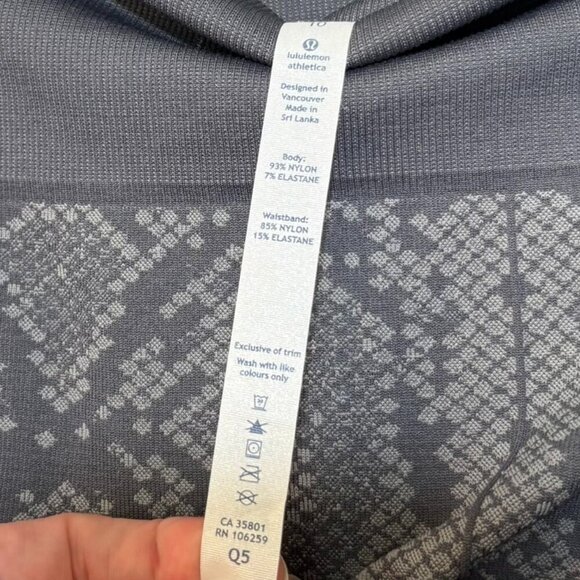 lululemon
athletica
Designed in
Vancouver
Made in
Sri Lanka
Body:
93% NYLON
7% ELASTANE
Waistband:
85% NYLON
15% ELASTANE
Exclusive of trim
Wash with like
colours only
30
CA 35801
RN 106259
Q5